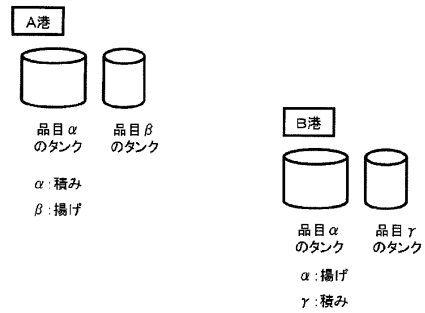 A港
品目α
のタンク
品目β
のタンク
α:積み
β:揚げ
B港
品目α
のタンク
品目γ
のタンク
α:揚げ
γ:積み